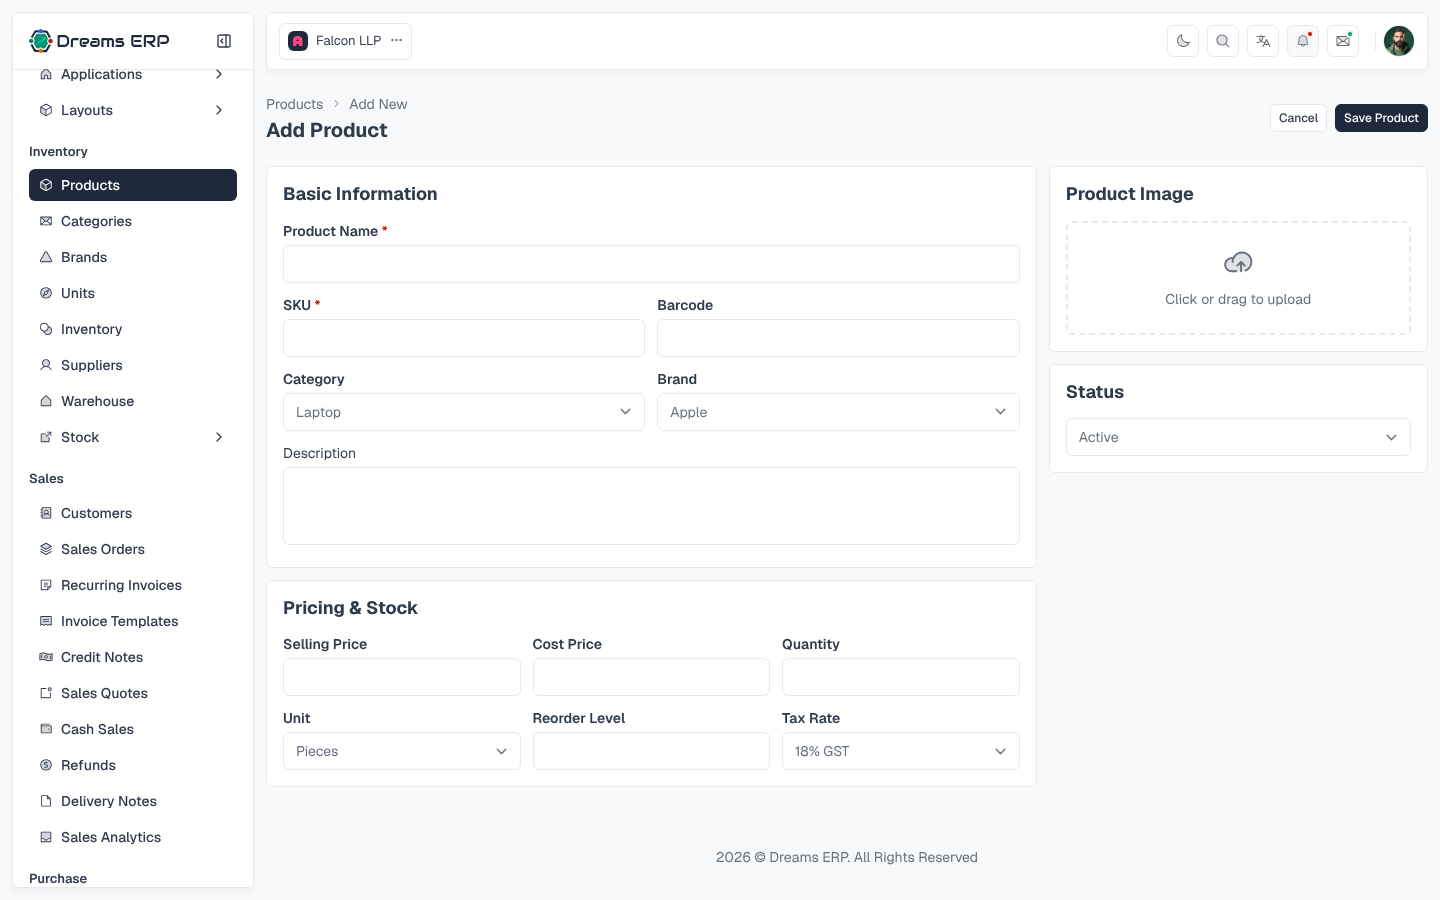 Dreams ERP
Applications
Layouts
Inventory
Products
Categories
Brands
Units
Inventory
Suppliers
Warehouse
Stock
Sales
Customers
Sales Orders
Recurring Invoices
Invoice Templates
Credit Notes
Sales Quotes
Cash Sales
Refunds
Delivery Notes
Sales Analytics
Purchase
Falcon LLP
Products > Add New
Add Product
Cancel
Save Product
Basic Information
Product Name *
SKU *
Barcode
Category
Brand
Laptop
Apple
Description
Pricing & Stock
Selling Price
Cost Price
Quantity
Unit
Reorder Level
Tax Rate
Pieces
18% GST
Product Image
Click or drag to upload
Status
Active
2026 © Dreams ERP. All Rights Reserved